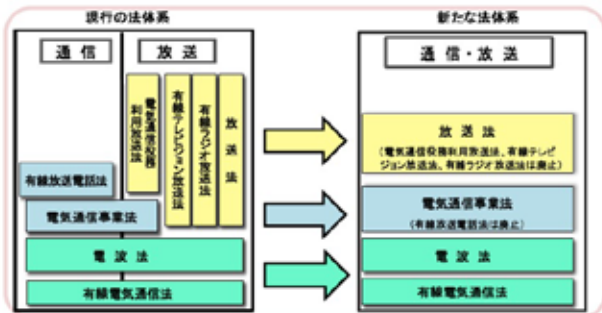 現行の法体系
新たな法体系
通信
放送
通信・放送
電気通信役務
利用放送法
有線テレビジョン放送法
有線ラジオ放送法
放送法
有線放送電話法
電気通信事業法
電波法
有線電気通信法
放送法
(電気通信役務利用放送法、有線テレビ
ジョン放送法、有線ラジオ放送法は廃止)
電気通信事業法
(有線放送電話法は廃止)
電波法
有線電気通信法